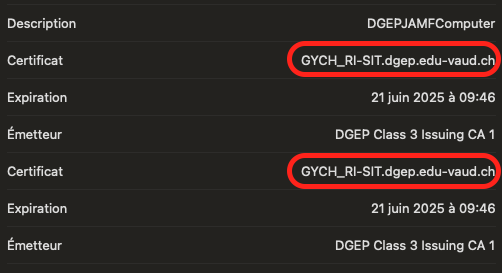 Description DGEPJAMFComputer
Certificat GYCH_RI-SIT.dgep.edu-vaud.ch
Expiration 21 juin 2025 à 09:46
Émetteur DGEP Class 3 Issuing CA 1
Certificat GYCH_RI-SIT.dgep.edu-vaud.ch
Expiration 21 juin 2025 à 09:46
Émetteur DGEP Class 3 Issuing CA 1